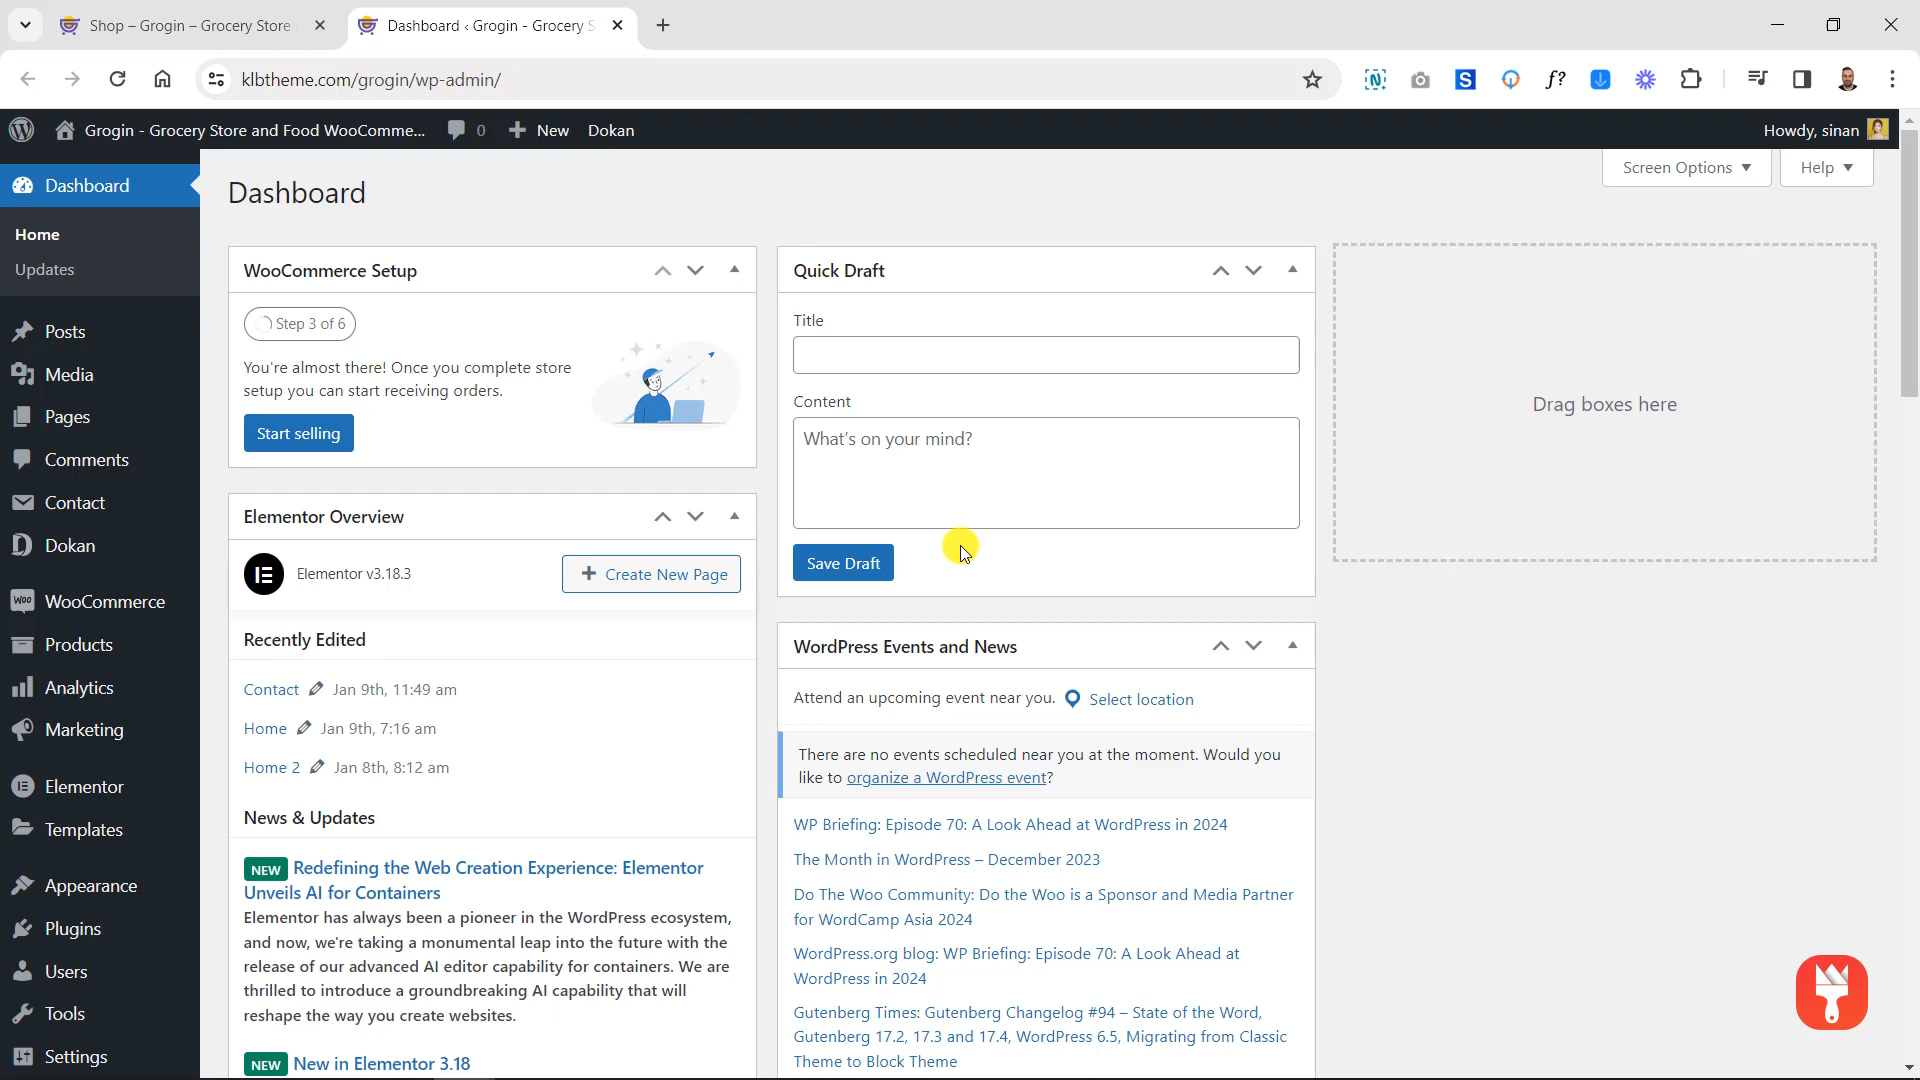 Shop – Grogin – Grocery Store
Dashboard ‹ Grogin - Grocery S
klbtheme.com/grogin/wp-admin/
S
f?
Grogin - Grocery Store and Food WooComme...
0
New
Dokan
Howdy, sinan
Dashboard
Home
Updates
Posts
Media
Pages
Comments
Contact
Dokan
WooCommerce
Products
Analytics
Marketing
Elementor
Templates
Appearance
Plugins
Users
Tools
Settings
Screen Options
Help
Dashboard
WooCommerce Setup
Step 3 of 6
You're almost there! Once you complete store
setup you can start receiving orders.
Start selling
Elementor Overview
Elementor v3.18.3
Create New Page
Recently Edited
Contact Jan 9th, 11:49 am
Home Jan 9th, 7:16 am
Home 2 Jan 8th, 8:12 am
News & Updates
NEW Redefining the Web Creation Experience: Elementor
Unveils AI for Containers
Elementor has always been a pioneer in the WordPress ecosystem,
and now, we're taking a monumental leap into the future with the
release of our advanced AI editor capability for containers. We are
thrilled to introduce a groundbreaking AI capability that will
reshape the way you create websites.
NEW New in Elementor 3.18
Quick Draft
Title
Content
What's on your mind?
Save Draft
WordPress Events and News
Attend an upcoming event near you. Select location
There are no events scheduled near you at the moment. Would you
like to organize a WordPress event?
WP Briefing: Episode 70: A Look Ahead at WordPress in 2024
The Month in WordPress – December 2023
Do The Woo Community: Do the Woo is a Sponsor and Media Partner
for WordCamp Asia 2024
WordPress.org blog: WP Briefing: Episode 70: A Look Ahead at
WordPress in 2024
Gutenberg Times: Gutenberg Changelog #94 – State of the Word,
Gutenberg 17.2, 17.3 and 17.4, WordPress 6.5, Migrating from Classic
Theme to Block Theme
Drag boxes here